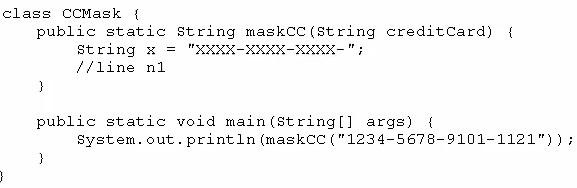 class CCMask {
public static String maskCC(String creditCard) {
String x = "XXXX-XXXX-XXXX-";
//line n1
}
public static void main(String[] args) {
System.out.println(maskCC("1234-5678-9101-1121"));
}
}